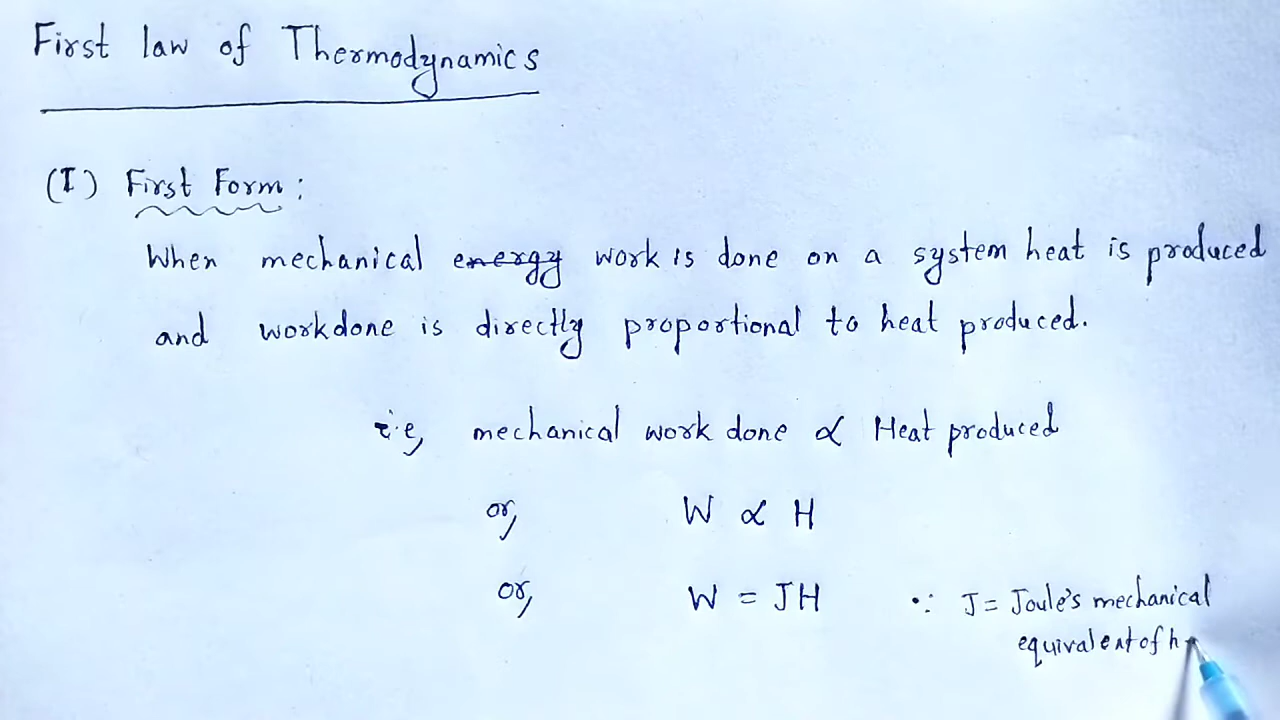 First law of Thermodynamics
(I) First Form:
When mechanical energy work is done on a system heat is produced
and workdone is directly proportional to heat produced.
i.e, mechanical work done ∝ Heat produced
or, W ∝ H
or, W = JH ∵ J = Joule's mechanical
equivalent of h